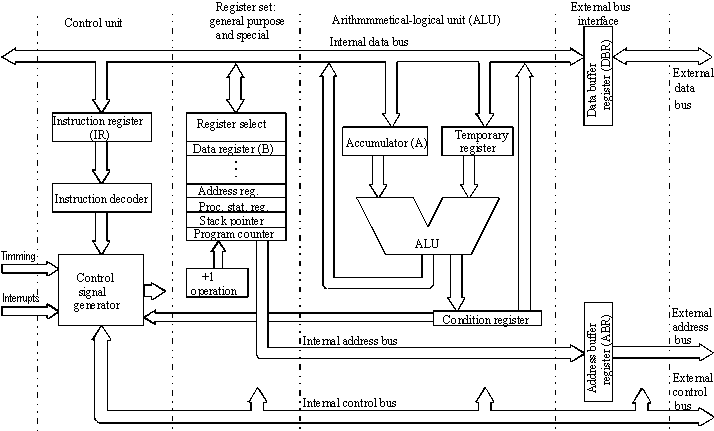 Control unit
Register set:
general purpose
and special
Arithmmmetical-logical unit (ALU)
External bus
interface
Internal data bus
Data buffer
register (DBR)
External
data
bus
Instruction register
(IR)
Register select
Data register (B)
Accumulator (A)
Temporary
register
Instruction decoder
Address reg.
Proc. stat. reg.
Stack pointer
Program counter
ALU
Timming
Control
signal
generator
+1
operation
Interrupts
Condition register
Internal address bus
Address buffer
register (ABR)
External
address
bus
Internal control bus
External
control
bus